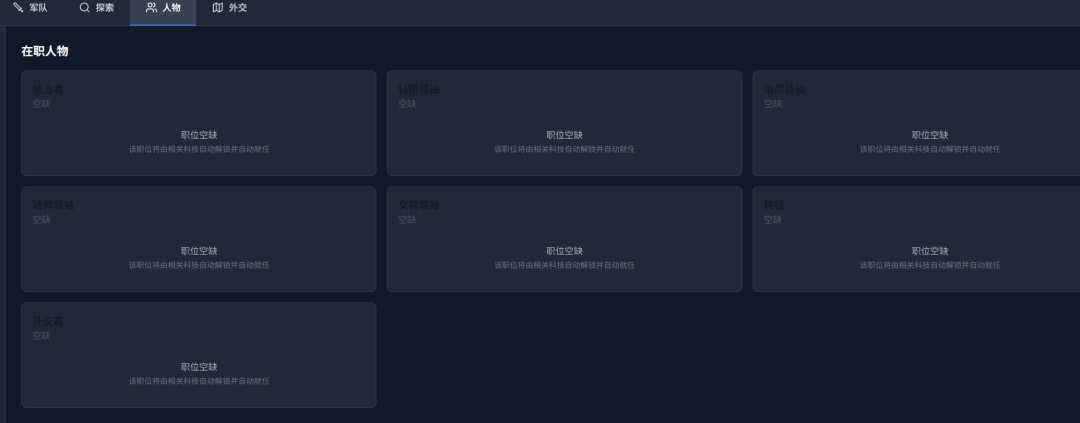 军队 探索 人物 外交
在职人物
统治者 科研领袖 信仰领袖
空缺 空缺 空缺
职位空缺 职位空缺 职位空缺
该职位将由相关科技自动解锁并自动就任 该职位将由相关科技自动解锁并自动就任 该职位将由相关科技自动解锁并自动就任
法师领袖 文官领袖 将领
空缺 空缺 空缺
职位空缺 职位空缺 职位空缺
该职位将由相关科技自动解锁并自动就任 该职位将由相关科技自动解锁并自动就任 该职位将由相关科技自动解锁并自动就任
外交官
空缺
职位空缺
该职位将由相关科技自动解锁并自动就任